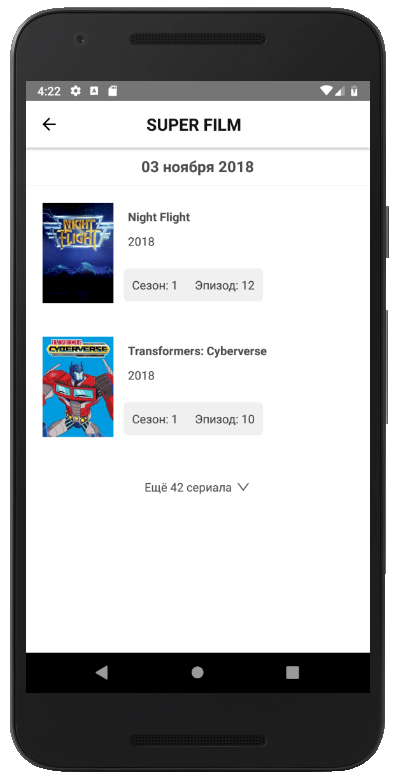 4:22
SUPER FILM
03 ноября 2018
NIGHT
FLIGHT
Night Flight
2018
Сезон: 1 Эпизод: 12
TRANSFORMERS
CYBERVERSE
Transformers: Cyberverse
2018
Сезон: 1 Эпизод: 10
Ещё 42 сериала